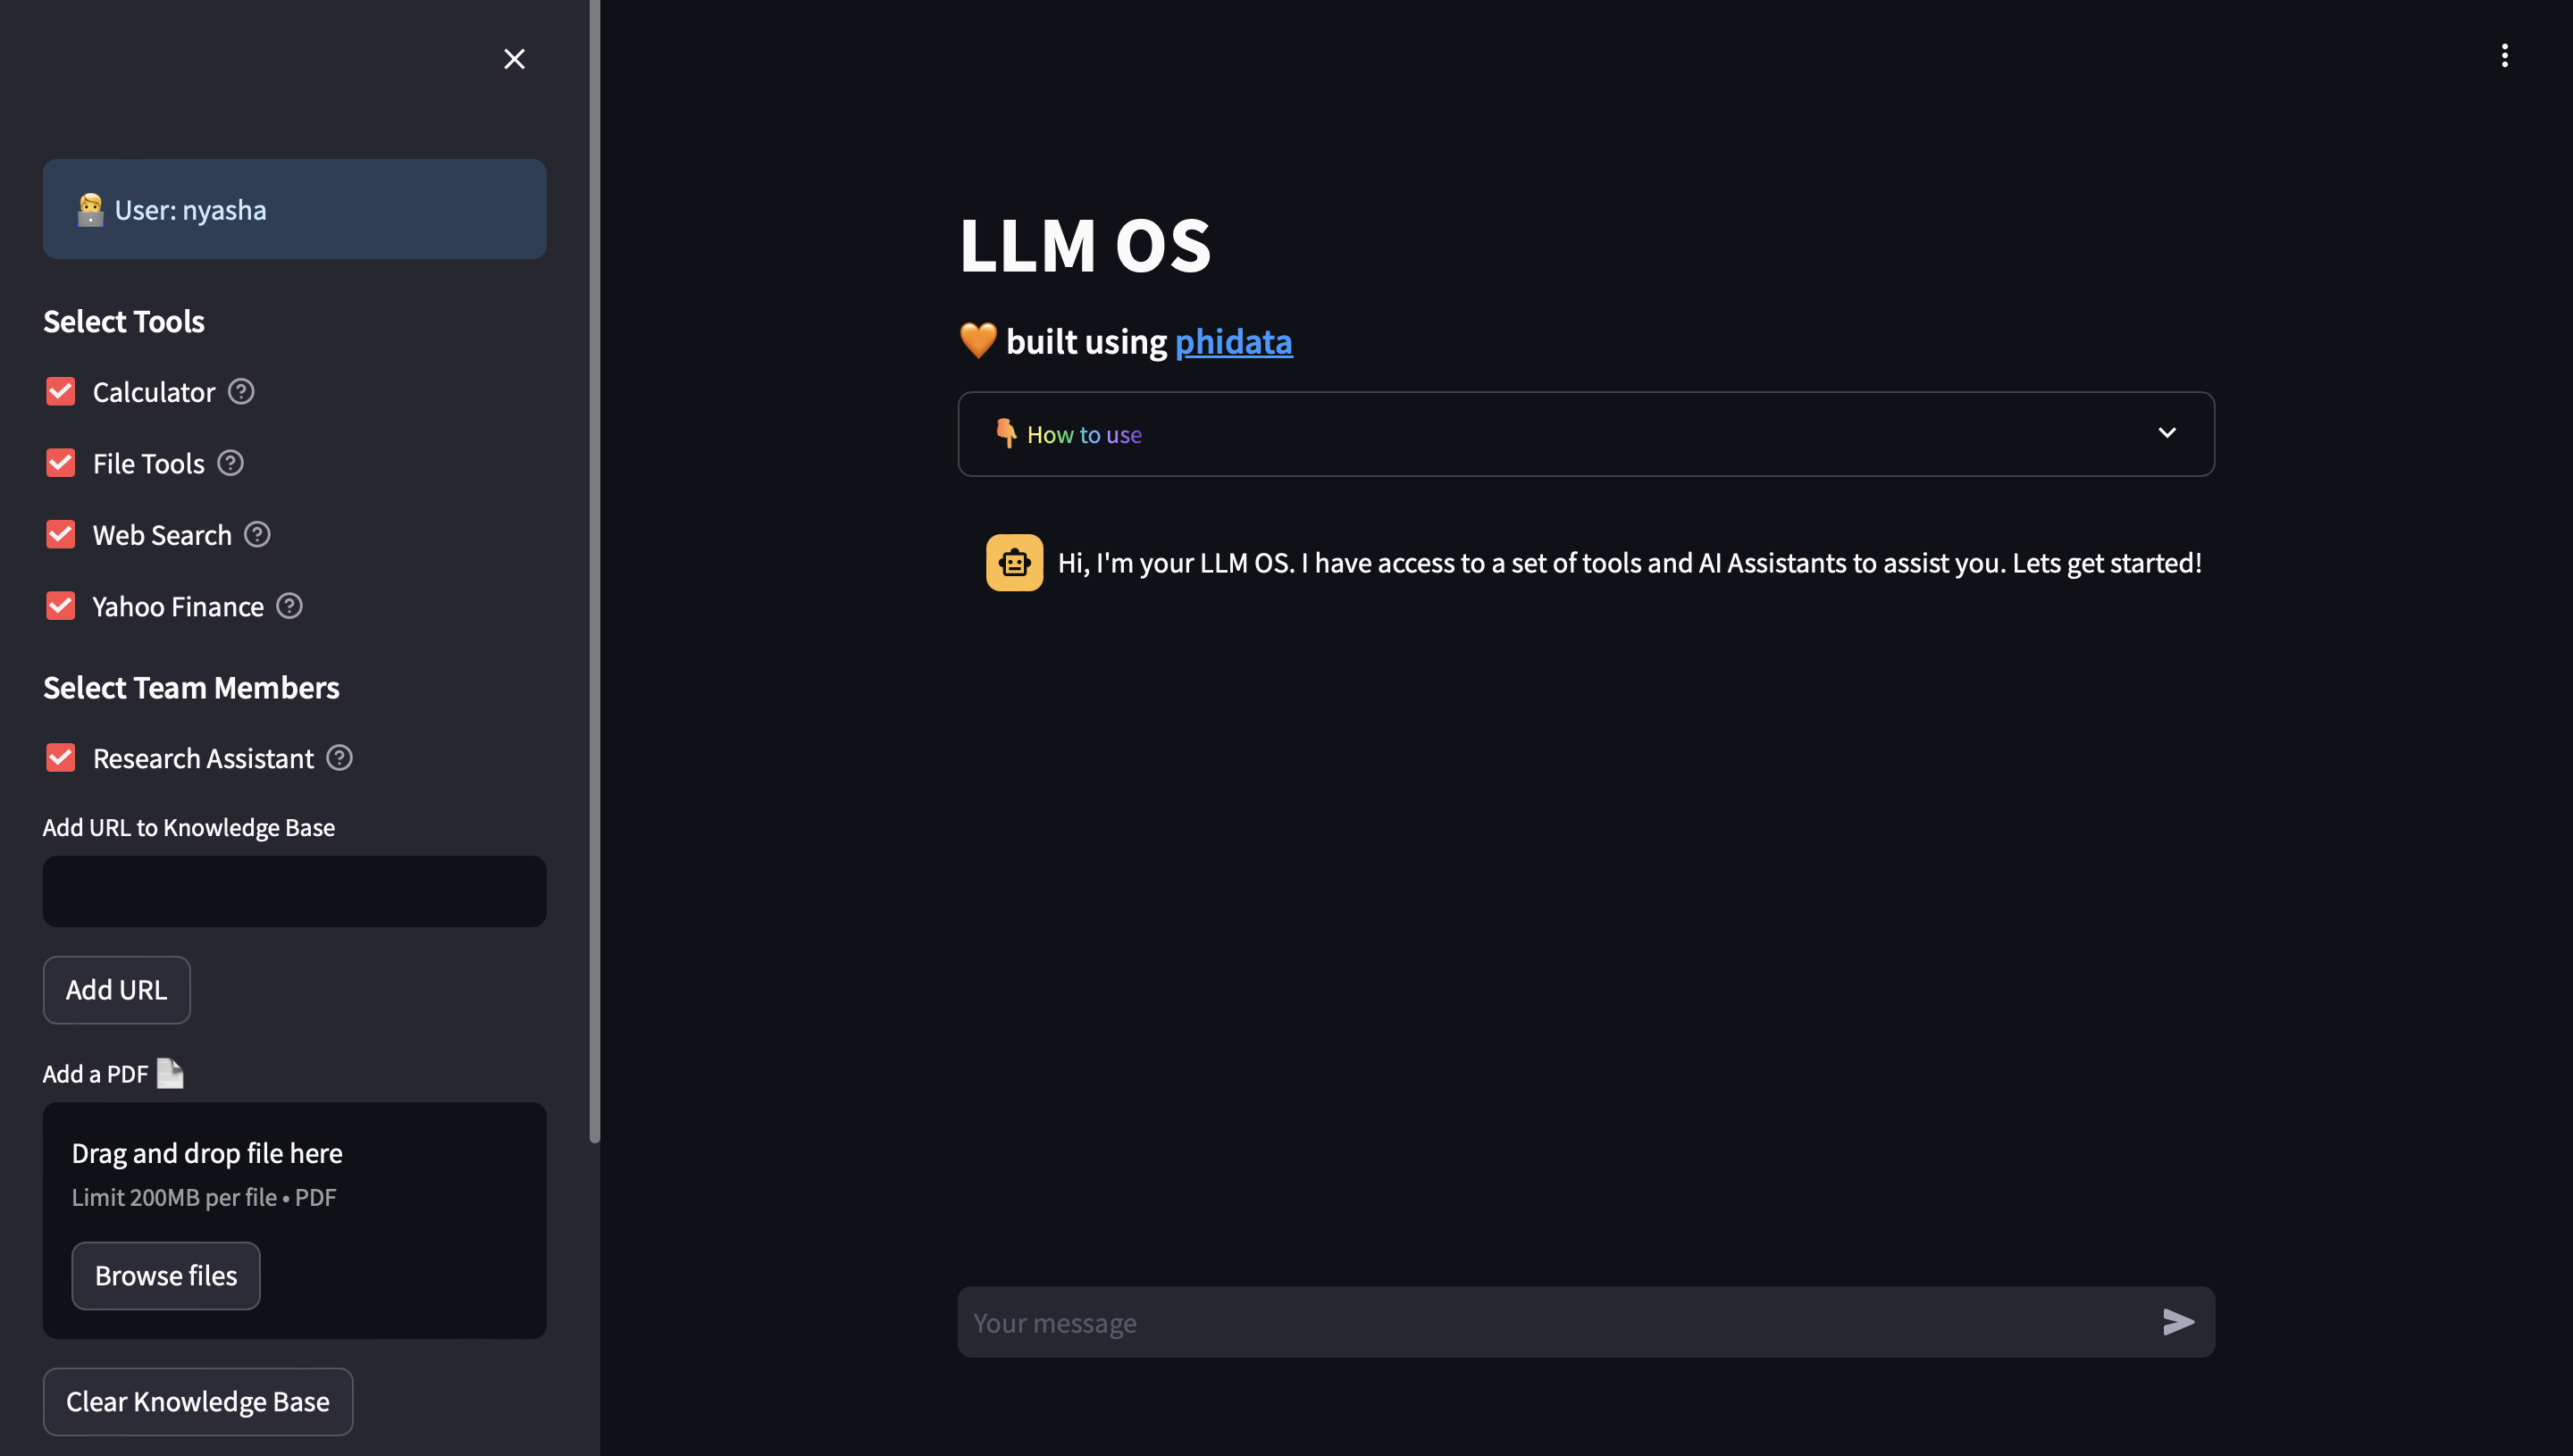 User: nyasha
Select Tools
Calculator
File Tools
Web Search
Yahoo Finance
Select Team Members
Research Assistant
Add URL to Knowledge Base
Add URL
Add a PDF
Drag and drop file here
Limit 200MB per file • PDF
Browse files
Clear Knowledge Base
LLM OS
🧡 built using phidata
👇 How to use
Hi, I'm your LLM OS. I have access to a set of tools and AI Assistants to assist you. Lets get started!
Your message